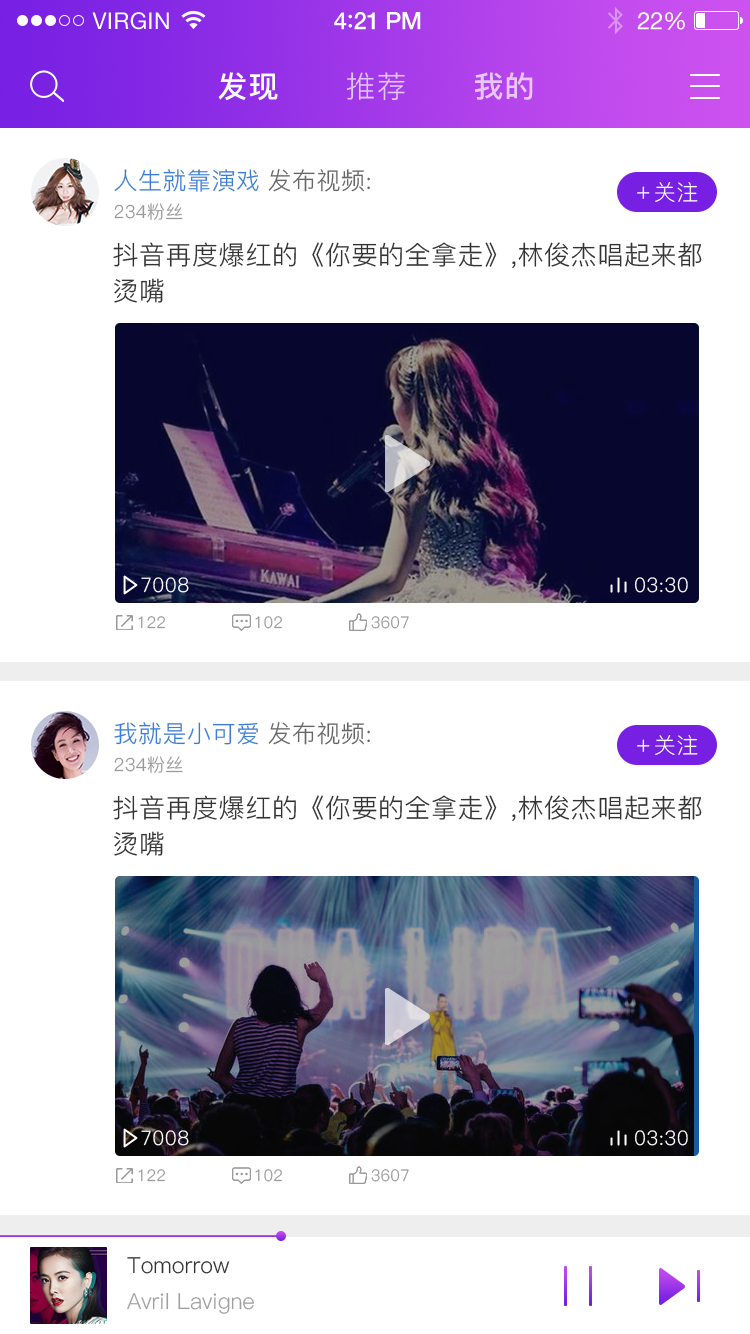 VIRGIN 4:21 PM 22%
发现 推荐 我的
人生就靠演戏 发布视频:
+关注
234粉丝
抖音再度爆红的《你要的全拿走》,林俊杰唱起来都
烫嘴
KAWAI
7008 03:30
122 102 3607
我就是小可爱 发布视频:
+关注
234粉丝
抖音再度爆红的《你要的全拿走》,林俊杰唱起来都
烫嘴
LIPA
7008 03:30
122 102 3607
Tomorrow
Avril Lavigne